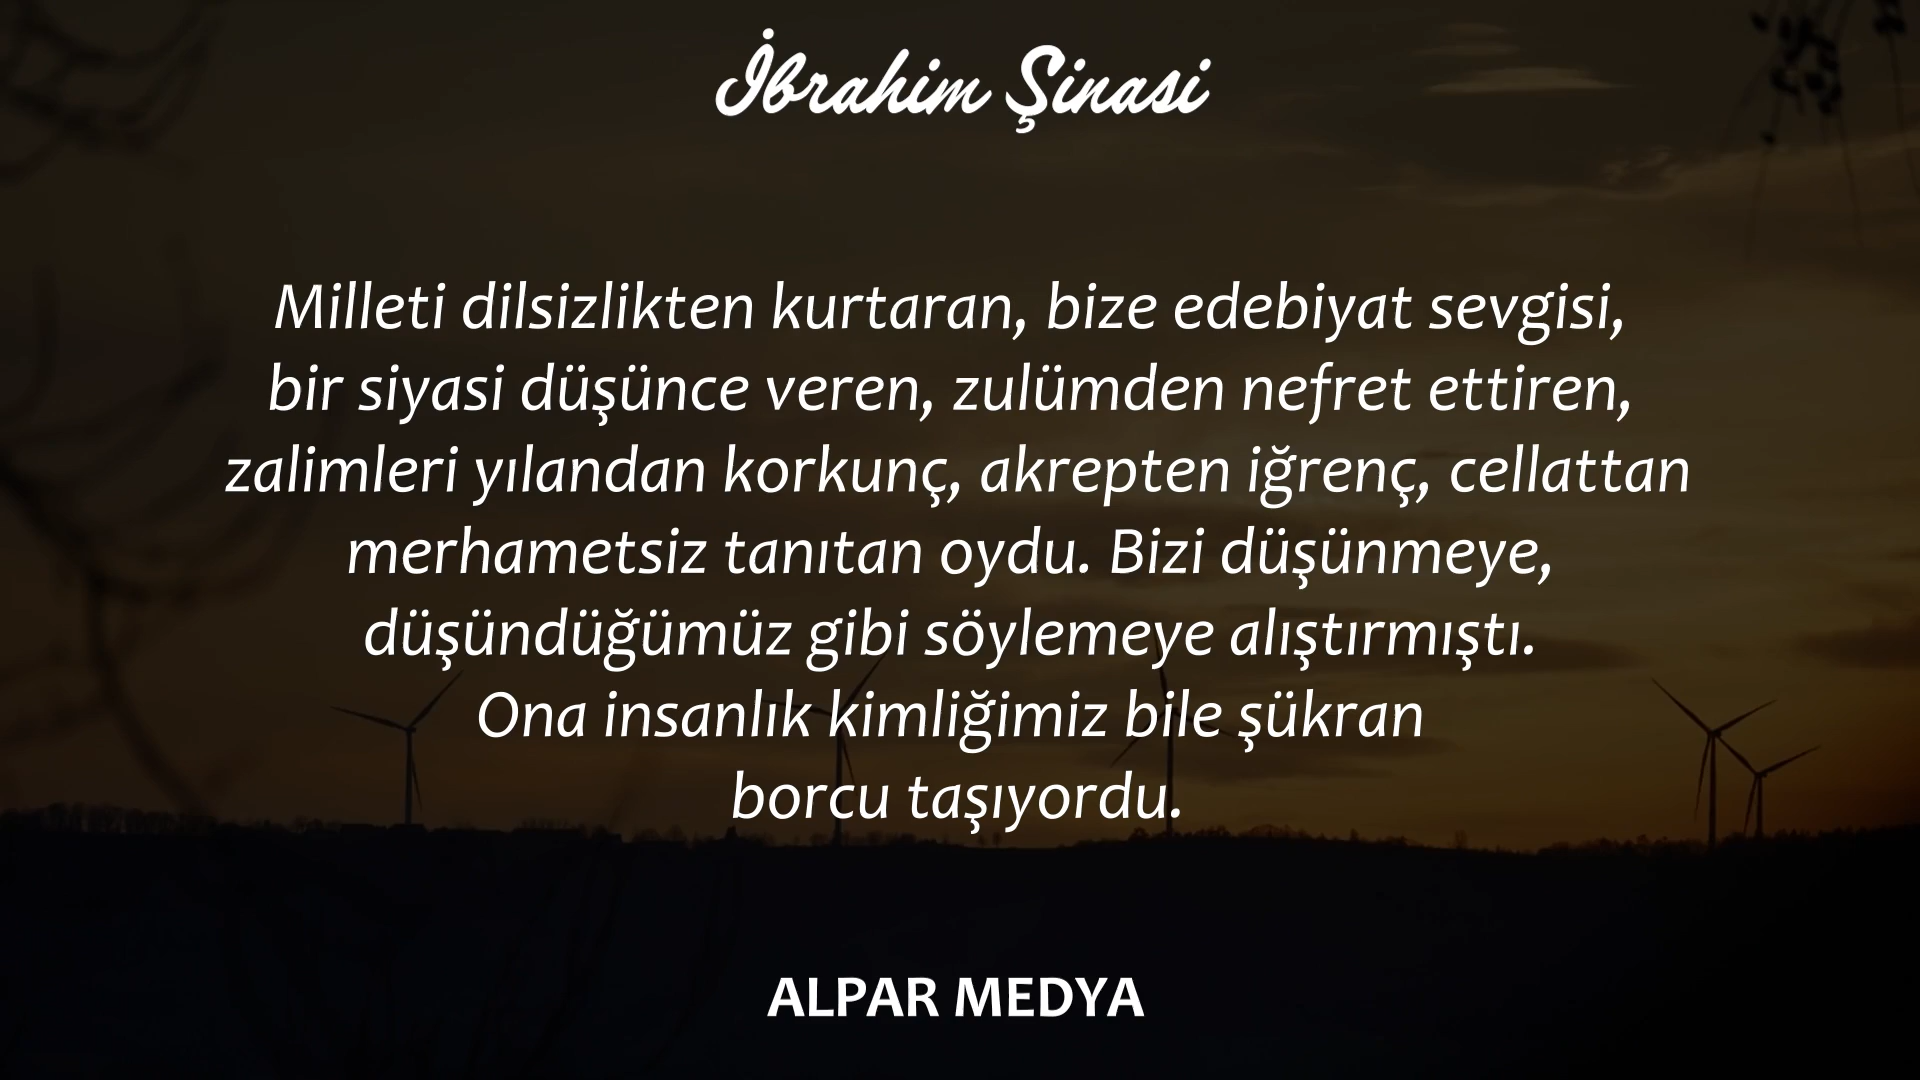 İbrahim Şinasi
Milleti dilsizlikten kurtaran, bize edebiyat sevgisi,
bir siyasi düşünce veren, zulümden nefret ettiren,
zalimleri yılandan korkunç, akrepten iğrenç, cellattan
merhametsiz tanıtan oydu. Bizi düşünmeye,
düşündüğümüz gibi söylemeye alıştırmıştı.
Ona insanlık kimliğimiz bile şükran
borcu taşıyordu.
ALPAR MEDYA